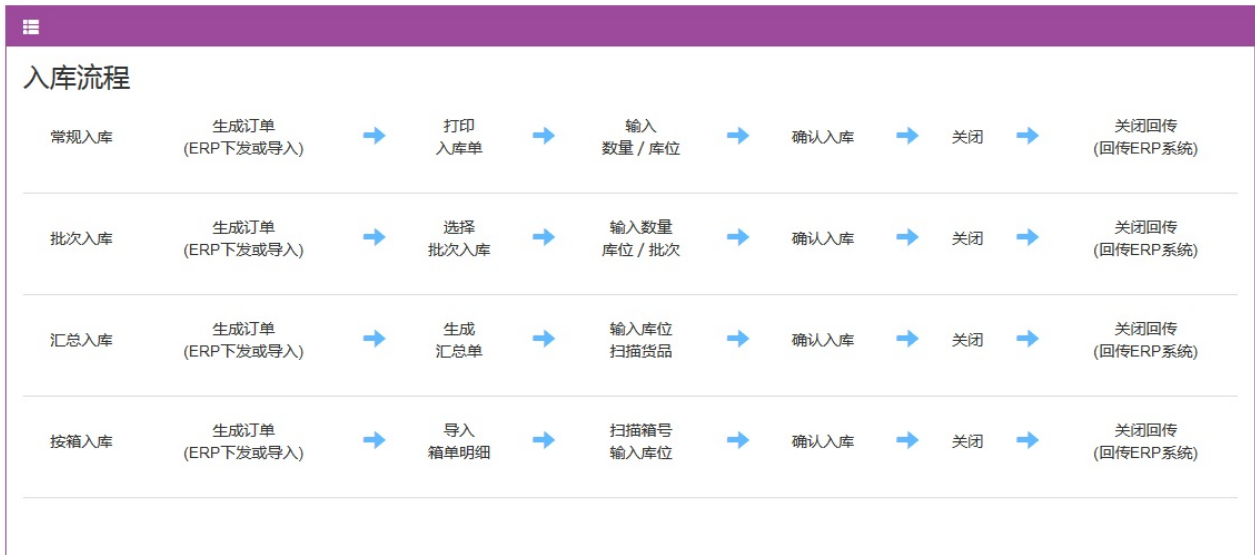 入库流程
常规入库
生成订单
(ERP下发或导入)
打印
入库单
输入
数量 / 库位
确认入库
关闭
关闭回传
(回传ERP系统)
批次入库
生成订单
(ERP下发或导入)
选择
批次入库
输入数量
库位 / 批次
确认入库
关闭
关闭回传
(回传ERP系统)
汇总入库
生成订单
(ERP下发或导入)
生成
汇总单
输入库位
扫描货品
确认入库
关闭
关闭回传
(回传ERP系统)
按箱入库
生成订单
(ERP下发或导入)
导入
箱单明细
扫描箱号
输入库位
确认入库
关闭
关闭回传
(回传ERP系统)